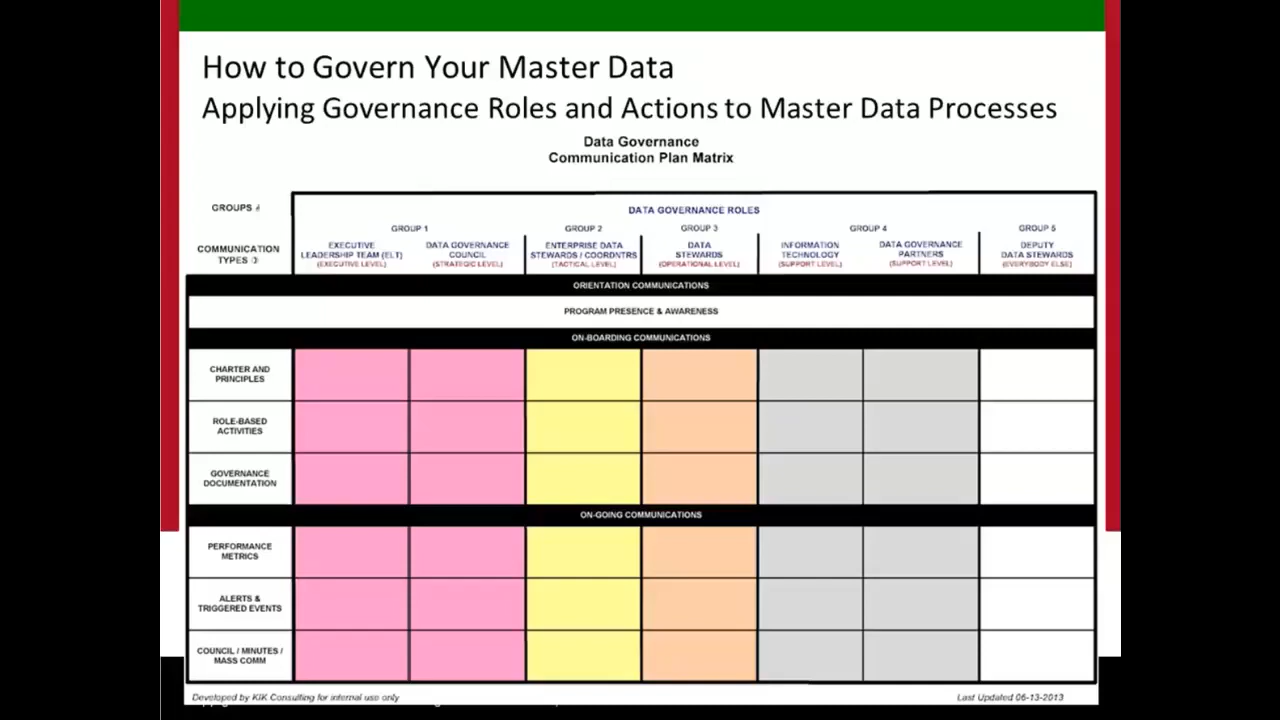 How to Govern Your Master Data
Applying Governance Roles and Actions to Master Data Processes
Data Governance
Communication Plan Matrix
GROUPS
DATA GOVERNANCE ROLES
GROUP 1
GROUP 2
GROUP 3
GROUP 4
GROUP 5
COMMUNICATION
TYPES
EXECUTIVE
LEADERSHIP TEAM (ELT)
(EXECUTIVE LEVEL)
DATA GOVERNANCE
COUNCIL
(STRATEGIC LEVEL)
ENTERPRISE DATA
STEWARDS / COORDNTRS
(TACTICAL LEVEL)
DATA
STEWARDS
(OPERATIONAL LEVEL)
INFORMATION
TECHNOLOGY
(SUPPORT LEVEL)
DATA GOVERNANCE
PARTNERS
(SUPPORT LEVEL)
DEPUTY
DATA STEWARDS
(EVERYBODY ELSE)
ORIENTATION COMMUNICATIONS
PROGRAM PRESENCE & AWARENESS
ON-BOARDING COMMUNICATIONS
CHARTER AND
PRINCIPLES
ROLE-BASED
ACTIVITIES
GOVERNANCE
DOCUMENTATION
ON-GOING COMMUNICATIONS
PERFORMANCE
METRICS
ALERTS &
TRIGGERED EVENTS
COUNCIL / MINUTES /
MASS COMM
Developed by KIK Consulting for internal use only
Last Updated 06-13-2013